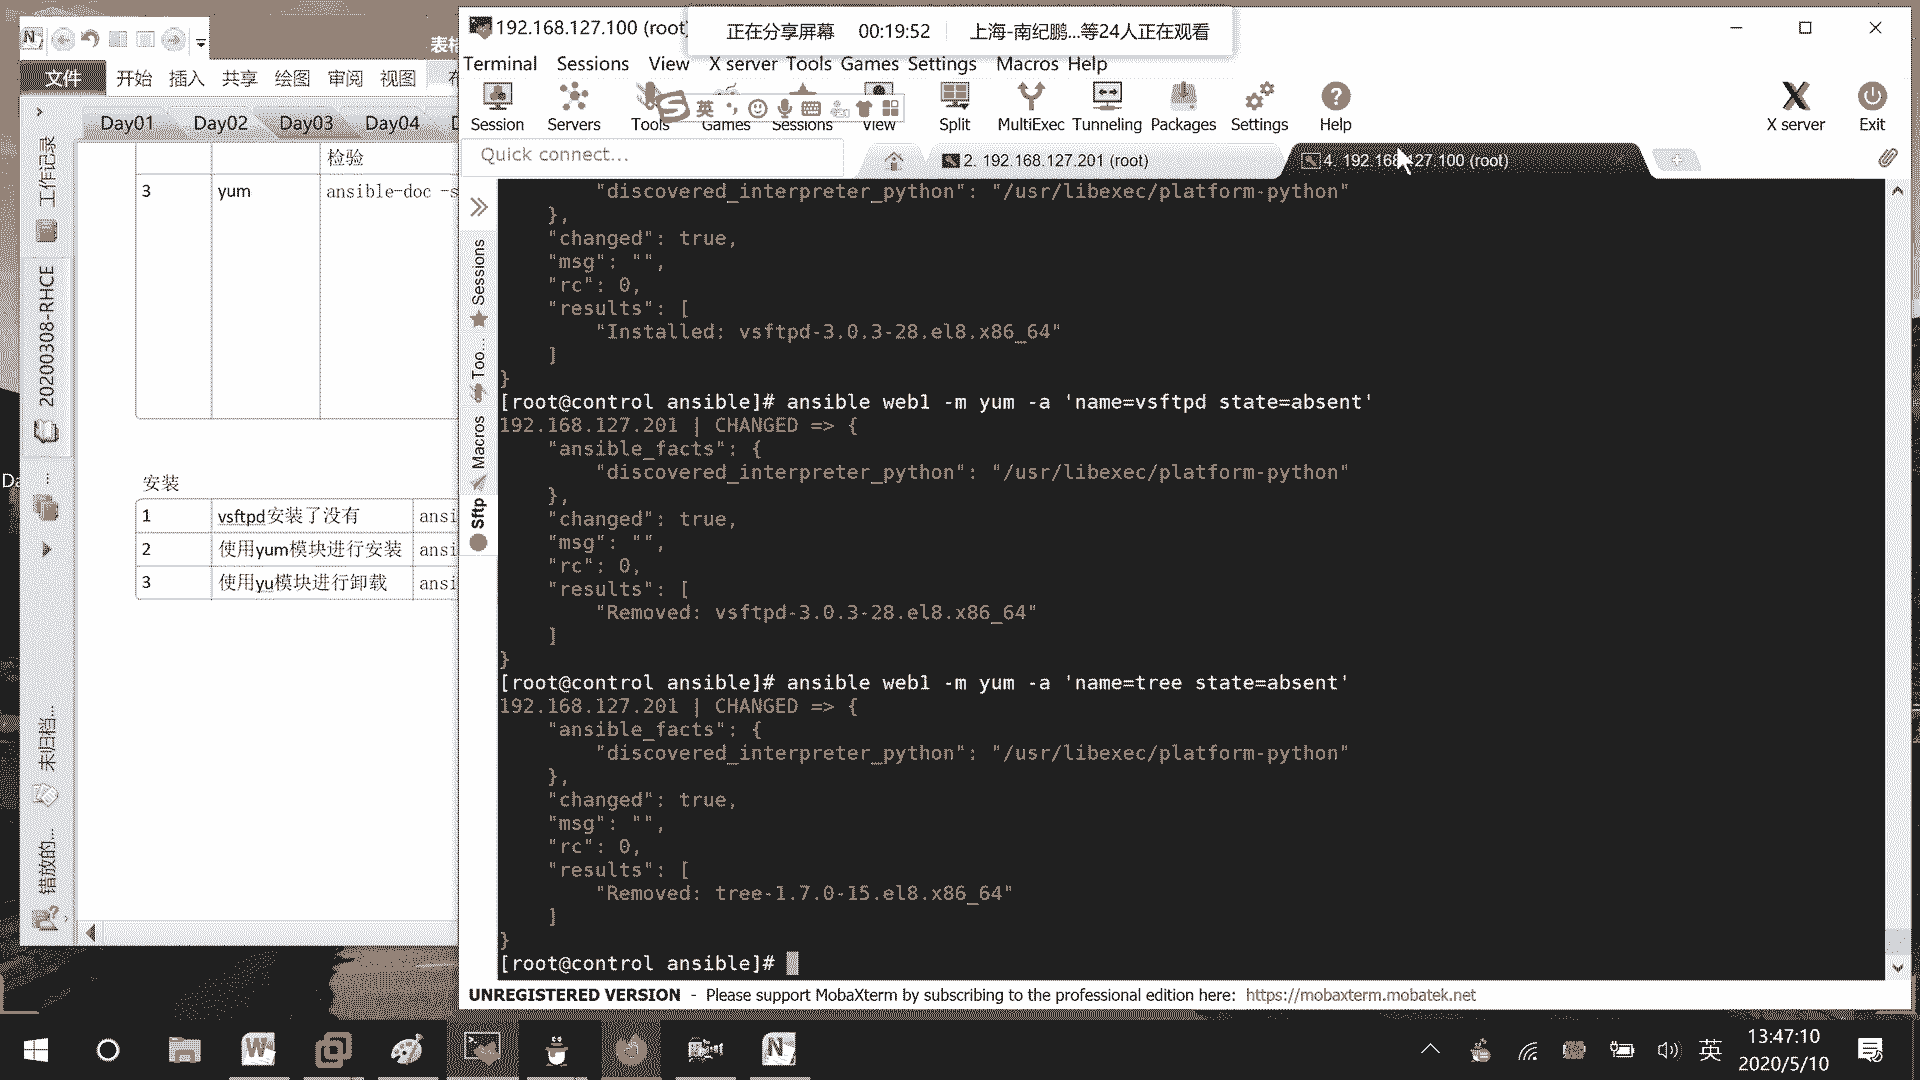 192.168.127.100 (root
正在分享屏幕 00:19:52 上海-南纪鹏...等24人正在观看
表格
文件 开始 插入 共享 绘图 审阅 视图
Terminal Sessions View X server Tools Games Settings Macros Help
英
Session Servers Tools Games Sessions View Split MultiExec Tunneling Packages Settings Help X server Exit
Day01 Day02 Day03 Day04
Quick connect...
2. 192.168.127.201 (root)
4. 192.168.127.100 (root)
工作记录
20200308-RHCE
未归档...
错放的...
检验
3 yum ansible-doc -s
安装
1 vsftpd安装了没有 ansi
2 使用yum模块进行安装 ansi
3 使用yu模块进行卸载 ansi
Sessions
Too...
Macros
Sftp
"discovered_interpreter_python": "/usr/libexec/platform-python"
},
"changed": true,
"msg": "",
"rc": 0,
"results": [
"Installed: vsftpd-3.0.3-28.el8.x86_64"
]
}
[root@control ansible]# ansible web1 -m yum -a 'name=vsftpd state=absent'
192.168.127.201 | CHANGED => {
"ansible_facts": {
"discovered_interpreter_python": "/usr/libexec/platform-python"
},
"changed": true,
"msg": "",
"rc": 0,
"results": [
"Removed: vsftpd-3.0.3-28.el8.x86_64"
]
}
[root@control ansible]# ansible web1 -m yum -a 'name=tree state=absent'
192.168.127.201 | CHANGED => {
"ansible_facts": {
"discovered_interpreter_python": "/usr/libexec/platform-python"
},
"changed": true,
"msg": "",
"rc": 0,
"results": [
"Removed: tree-1.7.0-15.el8.x86_64"
]
}
[root@control ansible]#
UNREGISTERED VERSION - Please support MobaXterm by subscribing to the professional edition here: https://mobaxterm.mobatek.net
英
13:47:10
2020/5/10